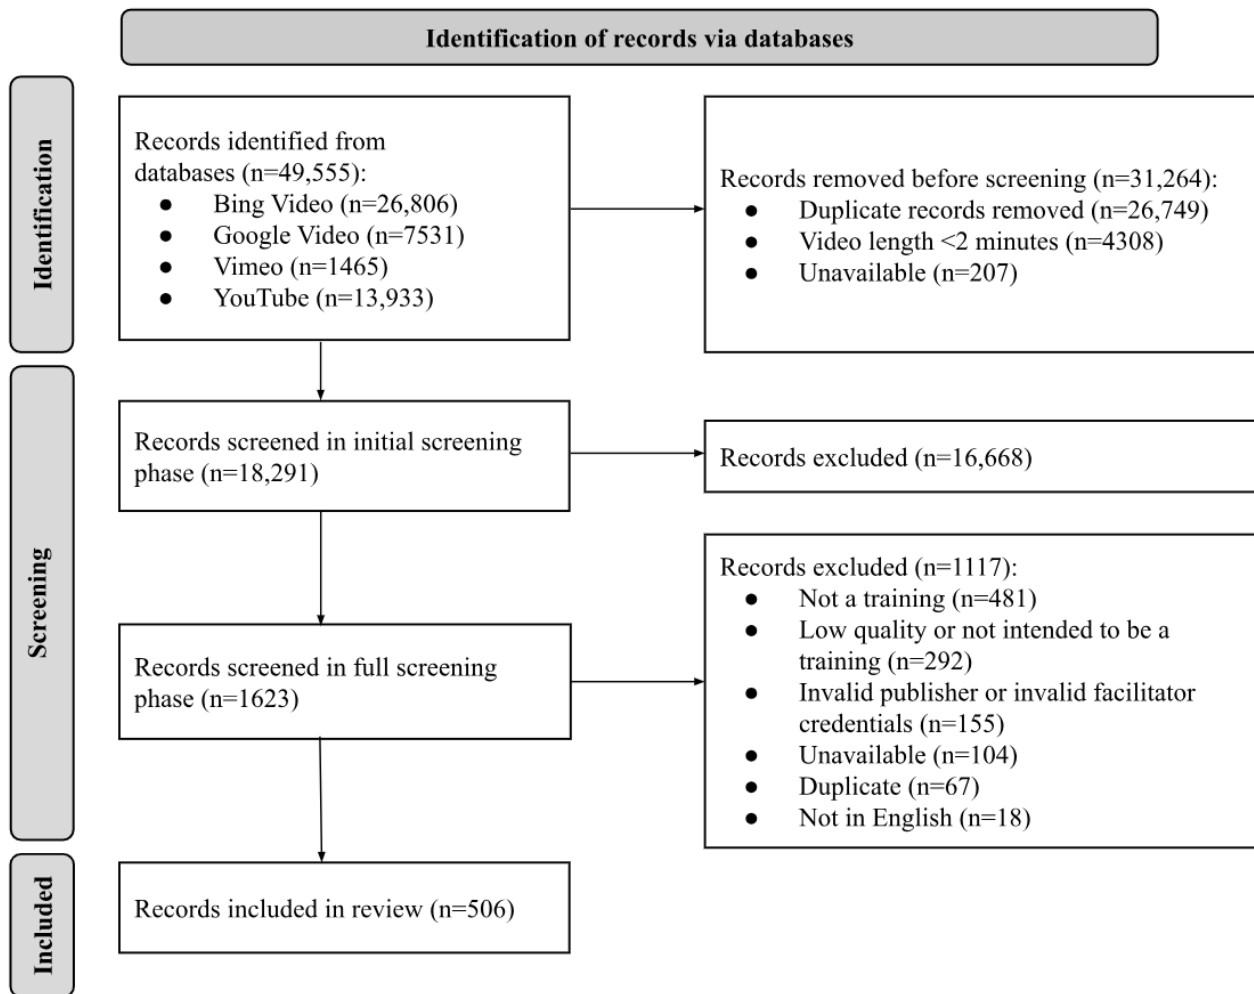 Identification of records via databases
Identification
Records identified from
databases (n=49,555):
● Bing Video (n=26,806)
● Google Video (n=7531)
● Vimeo (n=1465)
● YouTube (n=13,933)
Records removed before screening (n=31,264):
● Duplicate records removed (n=26,749)
● Video length <2 minutes (n=4308)
● Unavailable (n=207)
Screening
Records screened in initial screening
phase (n=18,291)
Records excluded (n=16,668)
Records screened in full screening
phase (n=1623)
Records excluded (n=1117):
● Not a training (n=481)
● Low quality or not intended to be a
training (n=292)
● Invalid publisher or invalid facilitator
credentials (n=155)
● Unavailable (n=104)
● Duplicate (n=67)
● Not in English (n=18)
Included
Records included in review (n=506)